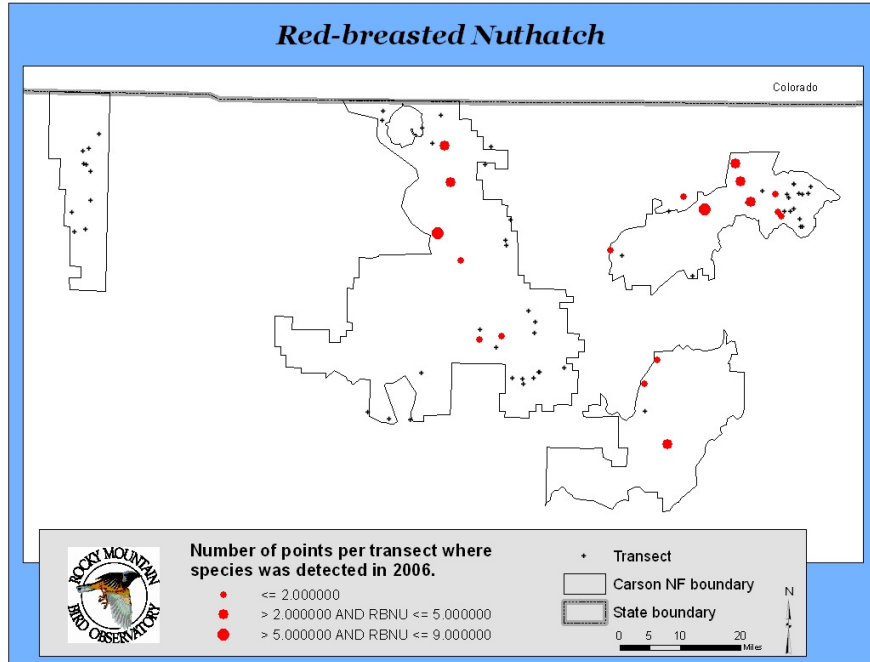 Red-breasted Nuthatch
Colorado
ROCKY MOUNTAIN
BIRD OBSERVATORY
Number of points per transect where
species was detected in 2006.
<= 2.000000
> 2.000000 AND RBNU <= 5.000000
> 5.000000 AND RBNU <= 9.000000
Transect
Carson NF boundary
State boundary
N
0 5 10 20
Miles